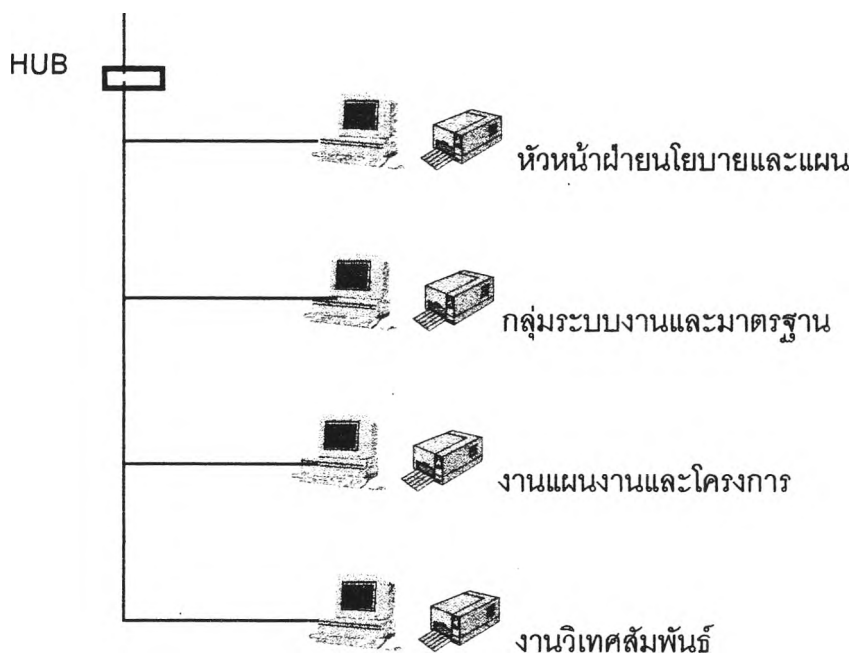 HUB
หัวหน้าฝ่ายนโยบายและแผน
กลุ่มระบบงานและมาตรฐาน
งานแผนงานและโครงการ
งานวิเทศสัมพันธ์